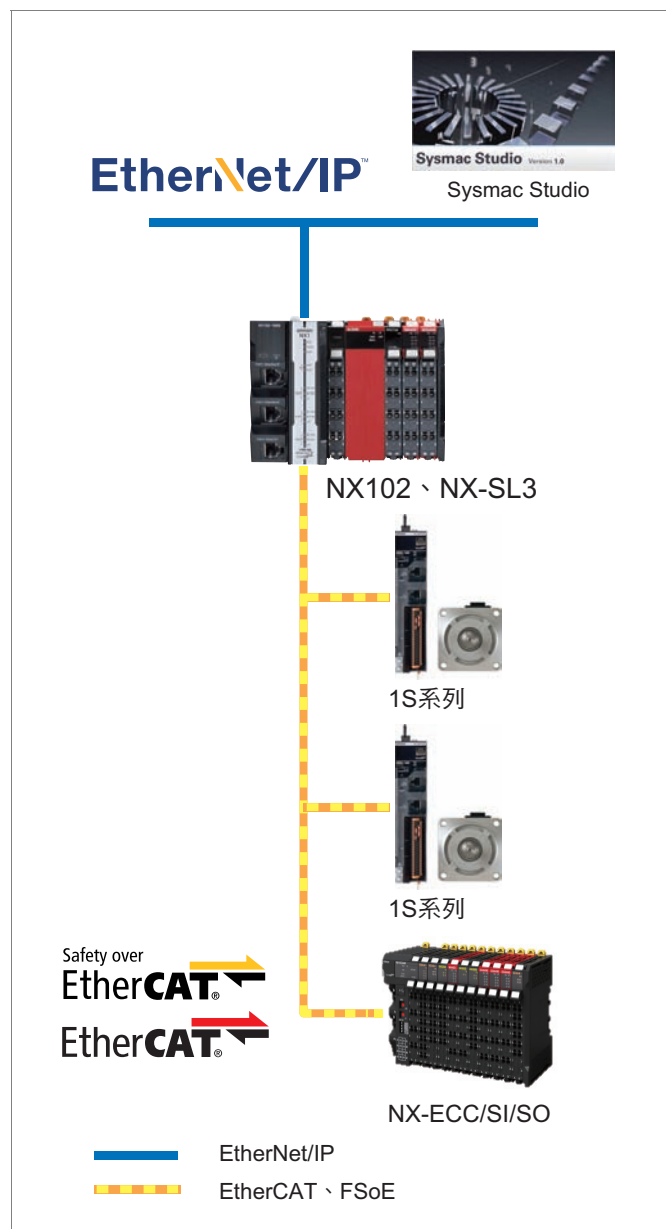 Sysmac Studio Version 1.0
EtherNet/IP™
Sysmac Studio
NX102、NX-SL3
1S系列
1S系列
Safety over
EtherCAT®
EtherCAT®
NX-ECC/SI/SO
EtherNet/IP
EtherCAT、FSoE